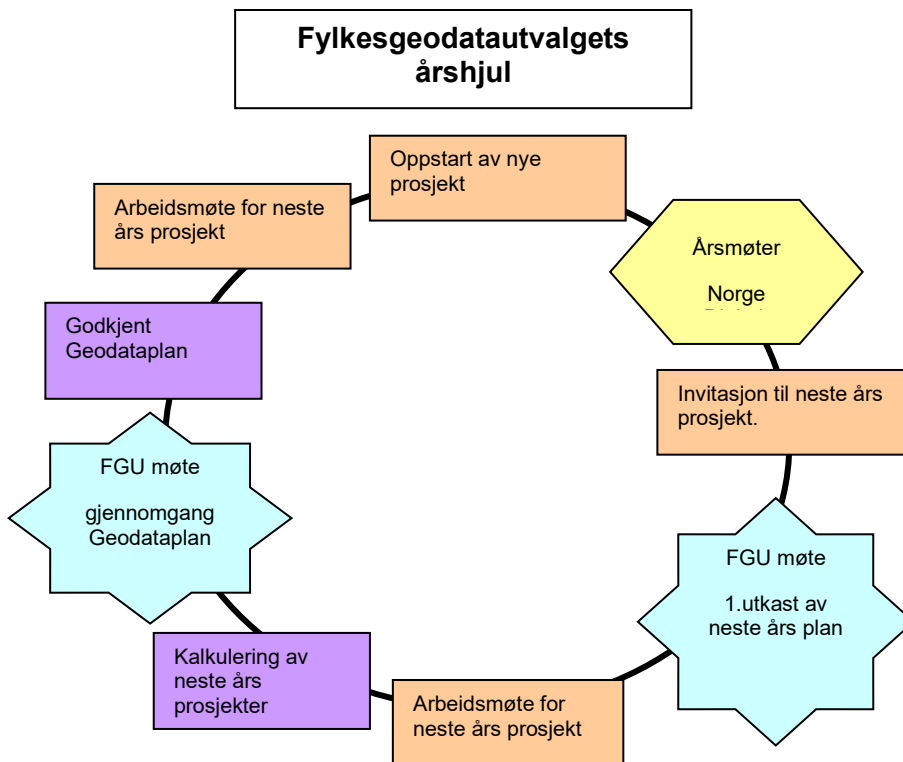 Fylkesgeodatautvalgets
årshjul
Oppstart av nye
prosjekt
Årsmøter
Norge
Invitasjon til neste års
prosjekt.
FGU møte
1.utkast av
neste års plan
Arbeidsmøte for
neste års prosjekt
Kalkulering av
neste års
prosjekter
FGU møte
gjennomgang
Geodataplan
Godkjent
Geodataplan
Arbeidsmøte for neste
års prosjekt